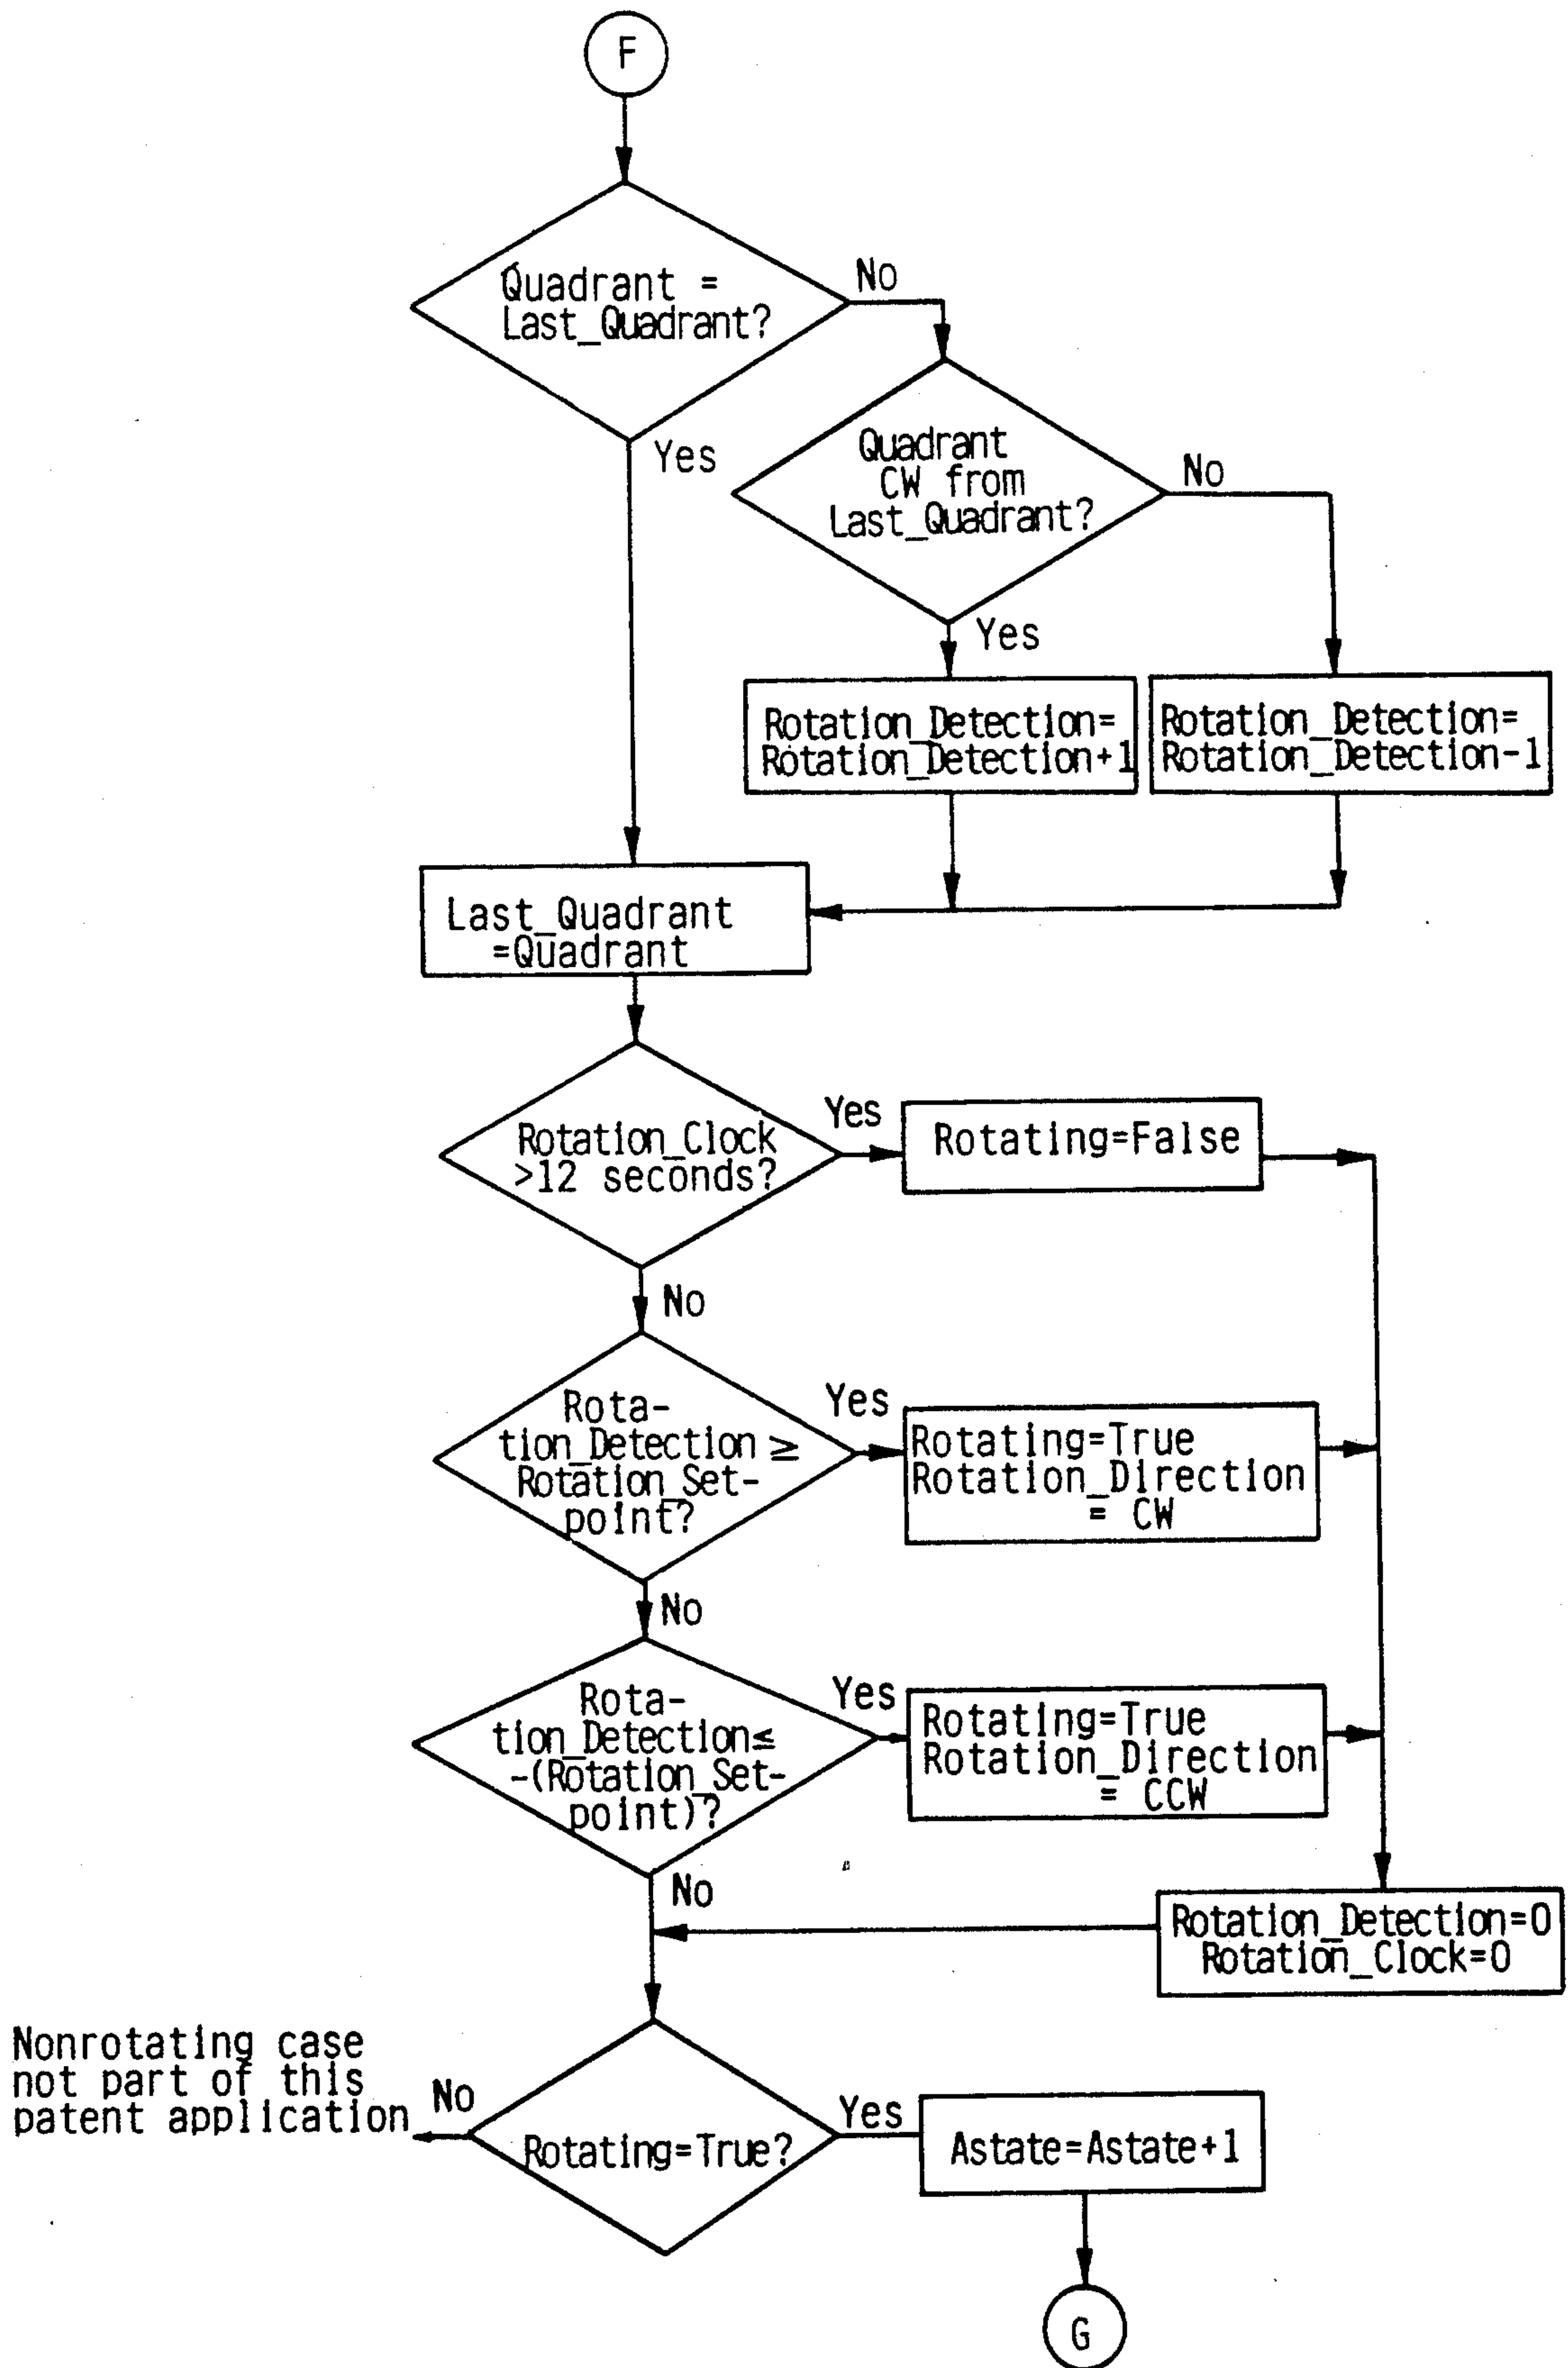 F
Quadrant =
Last_Quadrant?
No
Yes
Quadrant
CW from
Last_Quadrant?
No
Yes
Rotation_Detection=
Rotation_Detection+1
Rotation_Detection=
Rotation_Detection-1
Last_Quadrant
=Quadrant
Rotation_Clock
>12 seconds?
Yes
Rotating=False
No
Rota-
tion_Detection ≥
Rotation_Set-
point?
Yes
Rotating=True
Rotation_Direction
= CW
No
Rota-
tion_Detection≤
-(Rotation_Set-
point)?
Yes
Rotating=True
Rotation_Direction
= CCW
No
Rotation_Detection=0
Rotation_Clock=0
Nonrotating case
not part of this
patent application
No
Rotating=True?
Yes
Astate=Astate+1
G